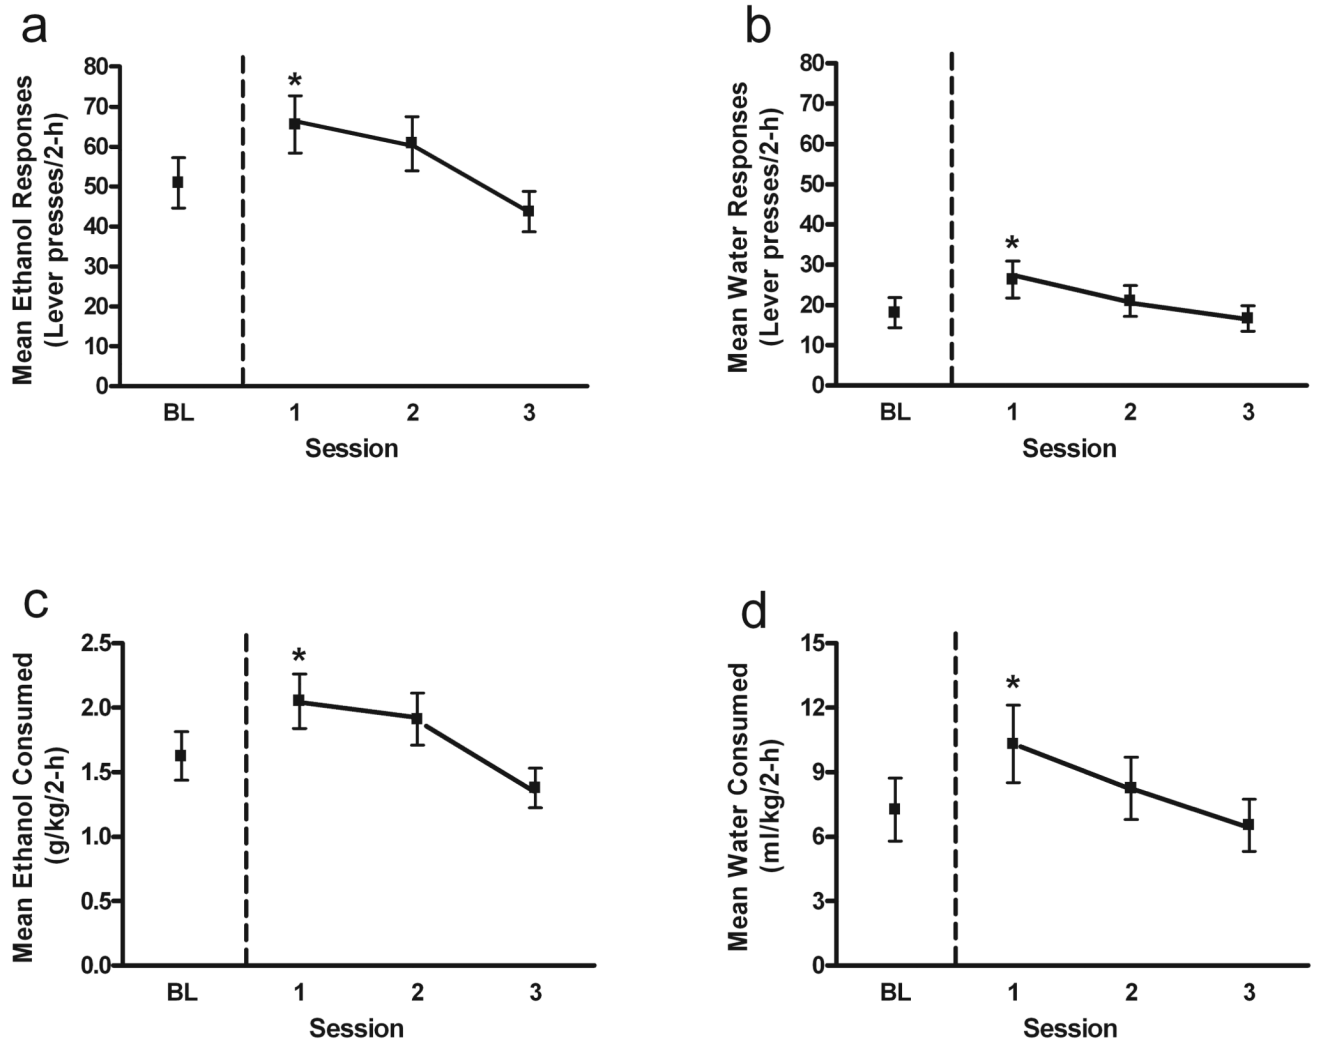 a
Mean Ethanol Responses
(Lever presses/2-h)
80
70
60
50
40
30
20
10
0
*
BL 1 2 3
Session
b
Mean Water Responses
(Lever presses/2-h)
80
70
60
50
40
30
20
10
0
*
BL 1 2 3
Session
c
Mean Ethanol Consumed
(g/kg/2-h)
2.5
2.0
1.5
1.0
0.5
0.0
*
BL 1 2 3
Session
d
Mean Water Consumed
(ml/kg/2-h)
15
12
9
6
3
0
*
BL 1 2 3
Session